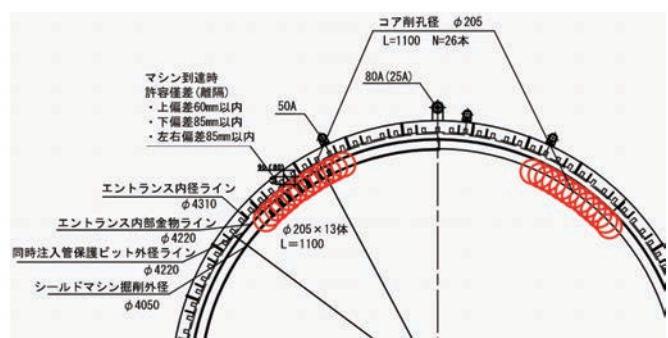 コア削孔径 φ205
L=1100 N=26本
マシン到達時
許容僅差(離隔)
・上偏差60mm以内
・下偏差85mm以内
・左右偏差85mm以内
80A(25A)
50A
エントランス内径ライン
φ4310
エントランス内部金物ライン
φ4220
同時注入管保護ビット外径ライン
φ4220
シールドマシン掘削外径
φ4050
φ205×13体
L=1100